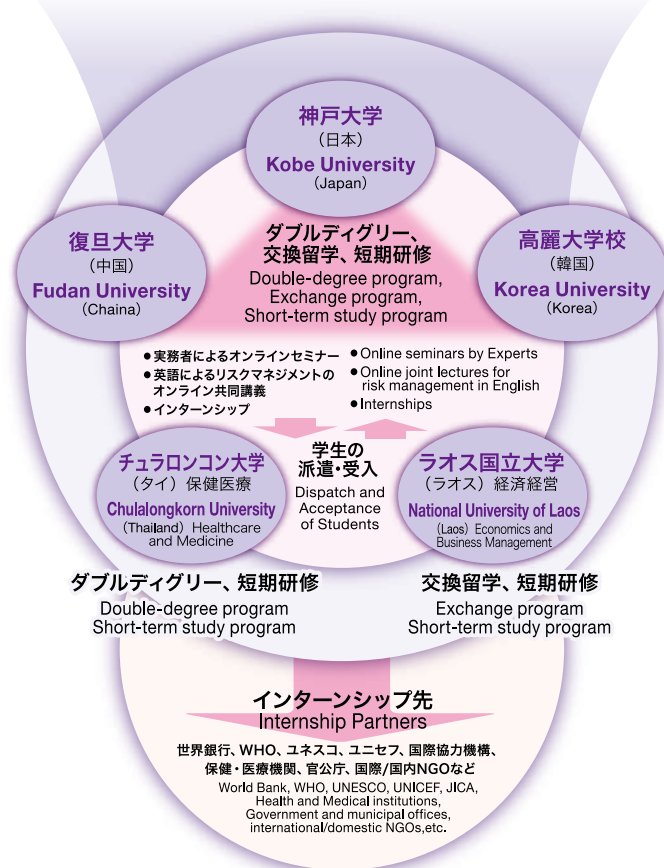 神戸大学
（日本）
Kobe University
（Japan）
復旦大学
（中国）
Fudan University
（Chaina）
高麗大学校
（韓国）
Korea University
（Korea）
ダブルディグリー、
交換留学、短期研修
Double-degree program,
Exchange program,
Short-term study program
●実務者によるオンラインセミナー
●英語によるリスクマネジメントの
オンライン共同講義
●インターンシップ
●Online seminars by Experts
●Online joint lectures for
risk management in English
●Internships
学生の
派遣・受入
Dispatch and
Acceptance
of Students
チュラロンコン大学
（タイ）保健医療
Chulalongkorn University
（Thailand）Healthcare
and Medicine
ラオス国立大学
（ラオス）経済経営
National University of Laos
（Laos）Economics and
Business Management
ダブルディグリー、短期研修
Double-degree program
Short-term study program
交換留学、短期研修
Exchange program
Short-term study program
インターンシップ先
Internship Partners
世界銀行、WHO、ユネスコ、ユニセフ、国際協力機構、
保健・医療機関、官公庁、国際/国内NGOなど
World Bank, WHO, UNESCO, UNICEF, JICA,
Health and Medical institutions,
Government and municipal offices,
international/domestic NGOs,etc.